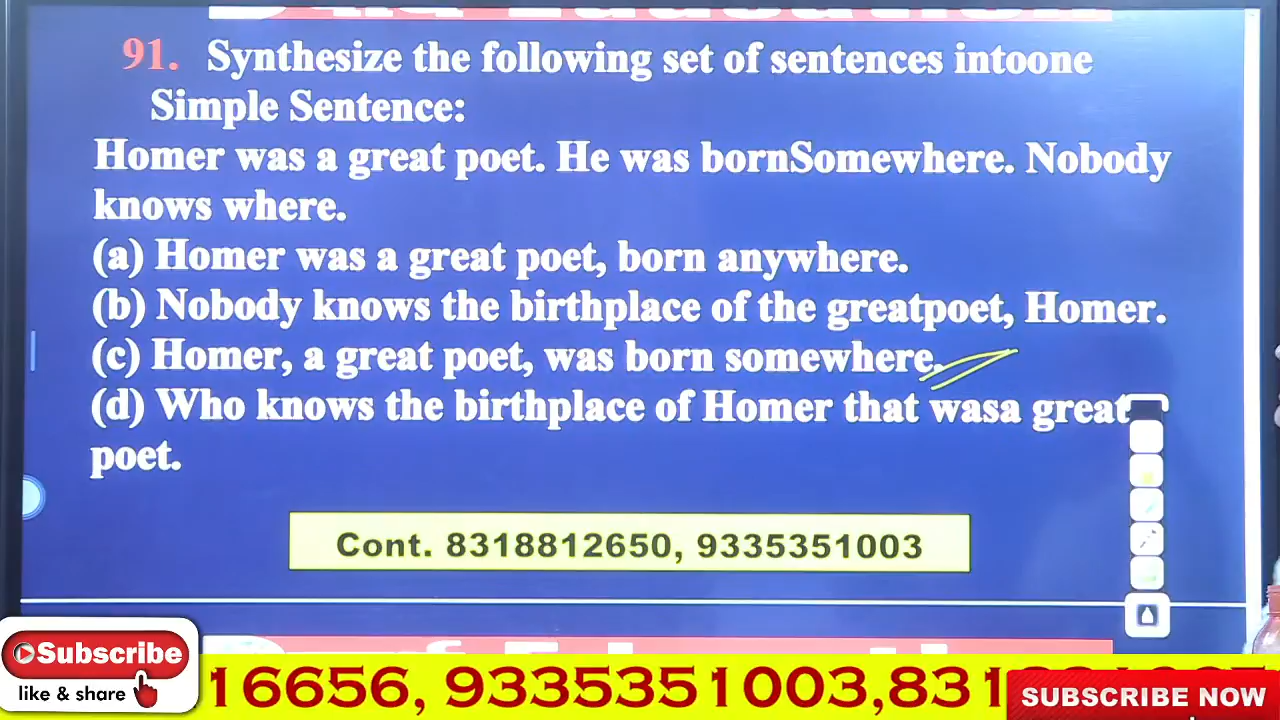 91. Synthesize the following set of sentences intoone
Simple Sentence:
Homer was a great poet. He was bornSomewhere. Nobody
knows where.
(a) Homer was a great poet, born anywhere.
(b) Nobody knows the birthplace of the greatpoet, Homer.
(c) Homer, a great poet, was born somewhere.
(d) Who knows the birthplace of Homer that wasa great
poet.
Cont. 8318812650, 9335351003
Subscribe
like & share
16656, 9335351003,831
SUBSCRIBE NOW